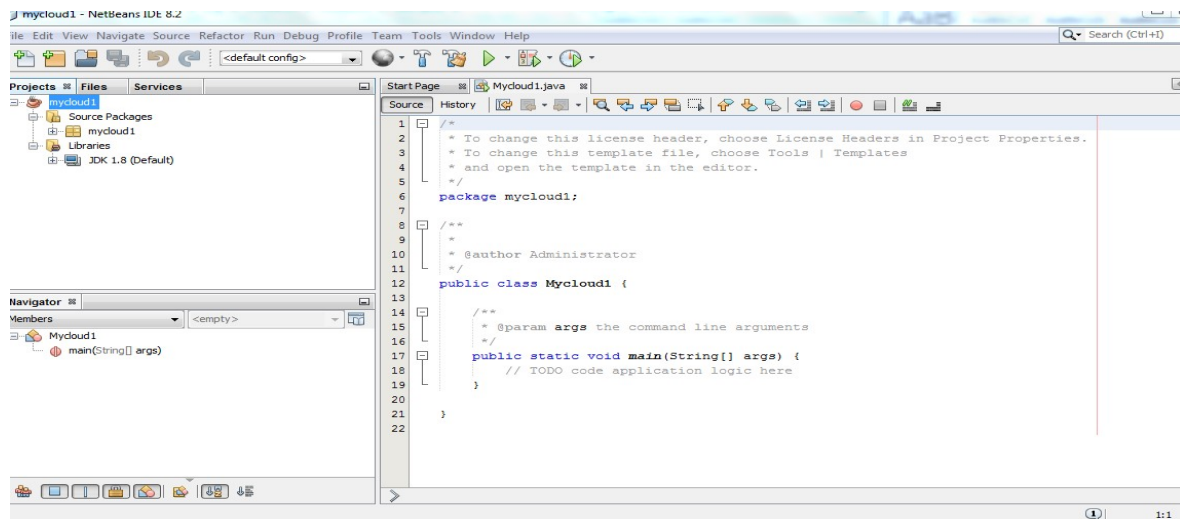 mycloud1 - NetBeans IDE 8.2
ile Edit View Navigate Source Refactor Run Debug Profile Team Tools Window Help
Search (Ctrl+I)
<default config>
Projects Files Services
Start Page Mycloud1.java
mycloud1
Source Packages
mycloud1
Libraries
JDK 1.8 (Default)
Source History
1 /*
2 * To change this license header, choose License Headers in Project Properties.
3 * To change this template file, choose Tools | Templates
4 * and open the template in the editor.
5 */
6 package mycloud1;
7
8 /**
9 *
10 * @author Administrator
11 */
12 public class Mycloud1 {
13
14 /**
15 * @param args the command line arguments
16 */
17 public static void main(String[] args) {
18 // TODO code application logic here
19 }
20
21 }
22
Navigator
Members <empty>
Mycloud1
main(String[] args)
1 1:1